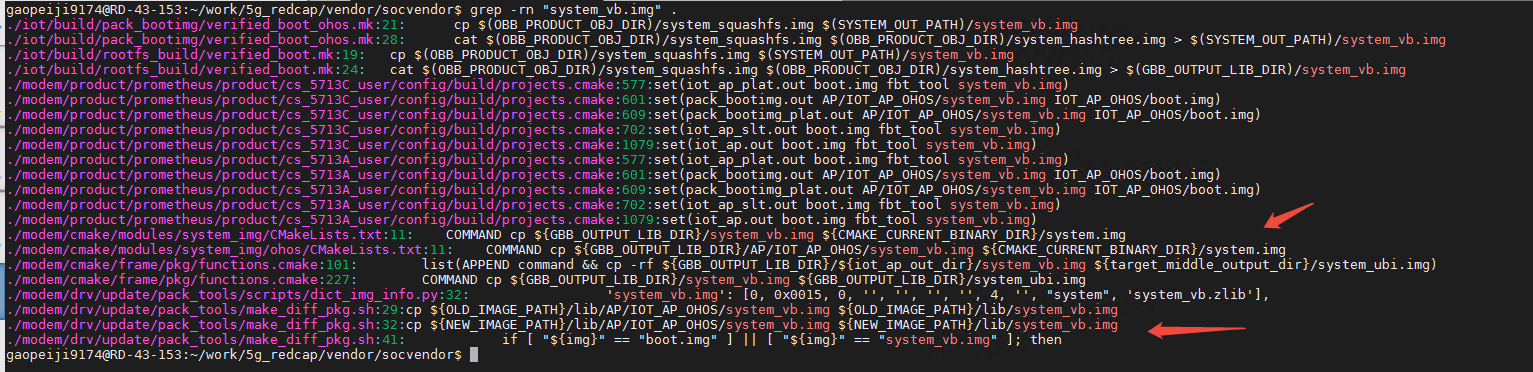 gaopeiji9174@RD-43-153:~/work/5g_redcap/vendor/socvendor$ grep -rn "system_vb.img" .
./iot/build/pack_bootimg/verified_boot_ohos.mk:21:      cp $(OBB_PRODUCT_OBJ_DIR)/system_squashfs.img $(SYSTEM_OUT_PATH)/system_vb.img
./iot/build/pack_bootimg/verified_boot_ohos.mk:28:      cat $(OBB_PRODUCT_OBJ_DIR)/system_squashfs.img $(OBB_PRODUCT_OBJ_DIR)/system_hashtree.img > $(SYSTEM_OUT_PATH)/system_vb.img
./iot/build/rootfs_build/verified_boot.mk:19:   cp $(OBB_PRODUCT_OBJ_DIR)/system_squashfs.img $(SYSTEM_OUT_PATH)/system_vb.img
./iot/build/rootfs_build/verified_boot.mk:24:   cat $(OBB_PRODUCT_OBJ_DIR)/system_squashfs.img $(OBB_PRODUCT_OBJ_DIR)/system_hashtree.img > $(GBB_OUTPUT_LIB_DIR)/system_vb.img
./modem/product/prometheus/product/cs_5713C_user/config/build/projects.cmake:577:set(iot_ap_plat.out boot.img fbt_tool system_vb.img)
./modem/product/prometheus/product/cs_5713C_user/config/build/projects.cmake:601:set(pack_bootimg.out AP/IOT_AP_OHOS/system_vb.img IOT_AP_OHOS/boot.img)
./modem/product/prometheus/product/cs_5713C_user/config/build/projects.cmake:609:set(pack_bootimg_plat.out AP/IOT_AP_OHOS/system_vb.img IOT_AP_OHOS/boot.img)
./modem/product/prometheus/product/cs_5713C_user/config/build/projects.cmake:702:set(iot_ap_slt.out boot.img fbt_tool system_vb.img)
./modem/product/prometheus/product/cs_5713C_user/config/build/projects.cmake:1079:set(iot_ap.out boot.img fbt_tool system_vb.img)
./modem/product/prometheus/product/cs_5713A_user/config/build/projects.cmake:577:set(iot_ap_plat.out boot.img fbt_tool system_vb.img)
./modem/product/prometheus/product/cs_5713A_user/config/build/projects.cmake:601:set(pack_bootimg.out AP/IOT_AP_OHOS/system_vb.img IOT_AP_OHOS/boot.img)
./modem/product/prometheus/product/cs_5713A_user/config/build/projects.cmake:609:set(pack_bootimg_plat.out AP/IOT_AP_OHOS/system_vb.img IOT_AP_OHOS/boot.img)
./modem/product/prometheus/product/cs_5713A_user/config/build/projects.cmake:702:set(iot_ap_slt.out boot.img fbt_tool system_vb.img)
./modem/product/prometheus/product/cs_5713A_user/config/build/projects.cmake:1079:set(iot_ap.out boot.img fbt_tool system_vb.img)
./modem/cmake/modules/system_img/CMakeLists.txt:11:    COMMAND cp ${GBB_OUTPUT_LIB_DIR}/system_vb.img ${CMAKE_CURRENT_BINARY_DIR}/system.img
./modem/cmake/modules/system_img/ohos/CMakeLists.txt:11:    COMMAND cp ${GBB_OUTPUT_LIB_DIR}/AP/IOT_AP_OHOS/system_vb.img ${CMAKE_CURRENT_BINARY_DIR}/system.img
./modem/cmake/frame/pkg/functions.cmake:101:        list(APPEND command && cp -rf ${GBB_OUTPUT_LIB_DIR}/${iot_ap_out_dir}/system_vb.img ${target_middle_output_dir}/system_ubi.img)
./modem/cmake/frame/pkg/functions.cmake:227:        COMMAND cp ${GBB_OUTPUT_LIB_DIR}/system_vb.img ${GBB_OUTPUT_LIB_DIR}/system_ubi.img
./modem/drv/update/pack_tools/scripts/dict_img_info.py:32:                'system_vb.img': [0, 0x0015, 0, '', '', '', '', 4, '', "system", 'system_vb.zlib'],
./modem/drv/update/pack_tools/make_diff_pkg.sh:29:cp ${OLD_IMAGE_PATH}/lib/AP/IOT_AP_OHOS/system_vb.img ${OLD_IMAGE_PATH}/lib/system_vb.img
./modem/drv/update/pack_tools/make_diff_pkg.sh:32:cp ${NEW_IMAGE_PATH}/lib/AP/IOT_AP_OHOS/system_vb.img ${NEW_IMAGE_PATH}/lib/system_vb.img
./modem/drv/update/pack_tools/make_diff_pkg.sh:41:            if [ "${img}" == "boot.img" ] || [ "${img}" == "system_vb.img" ]; then
gaopeiji9174@RD-43-153:~/work/5g_redcap/vendor/socvendor$